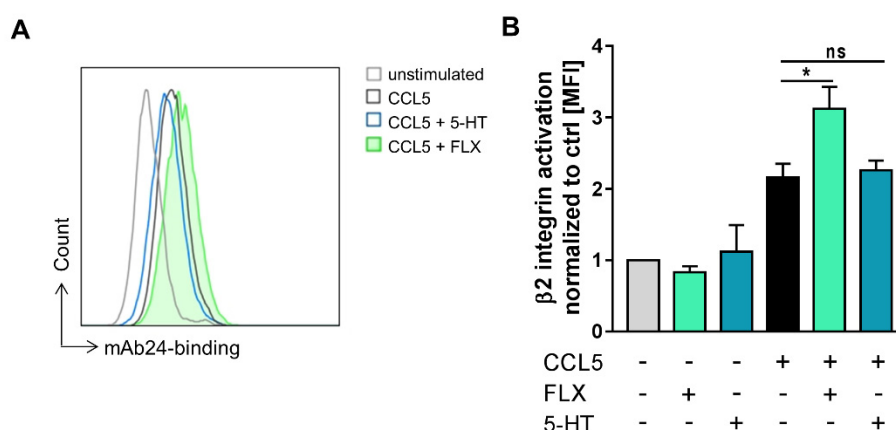 A
unstimulated
CCL5
CCL5 + 5-HT
CCL5 + FLX
Count
mAb24-binding
B
β2 integrin activation
normalized to ctrl [MFI]
4
3
2
1
0
ns
*
CCL5 - - - + + +
FLX - + - - + -
5-HT - - + - - +